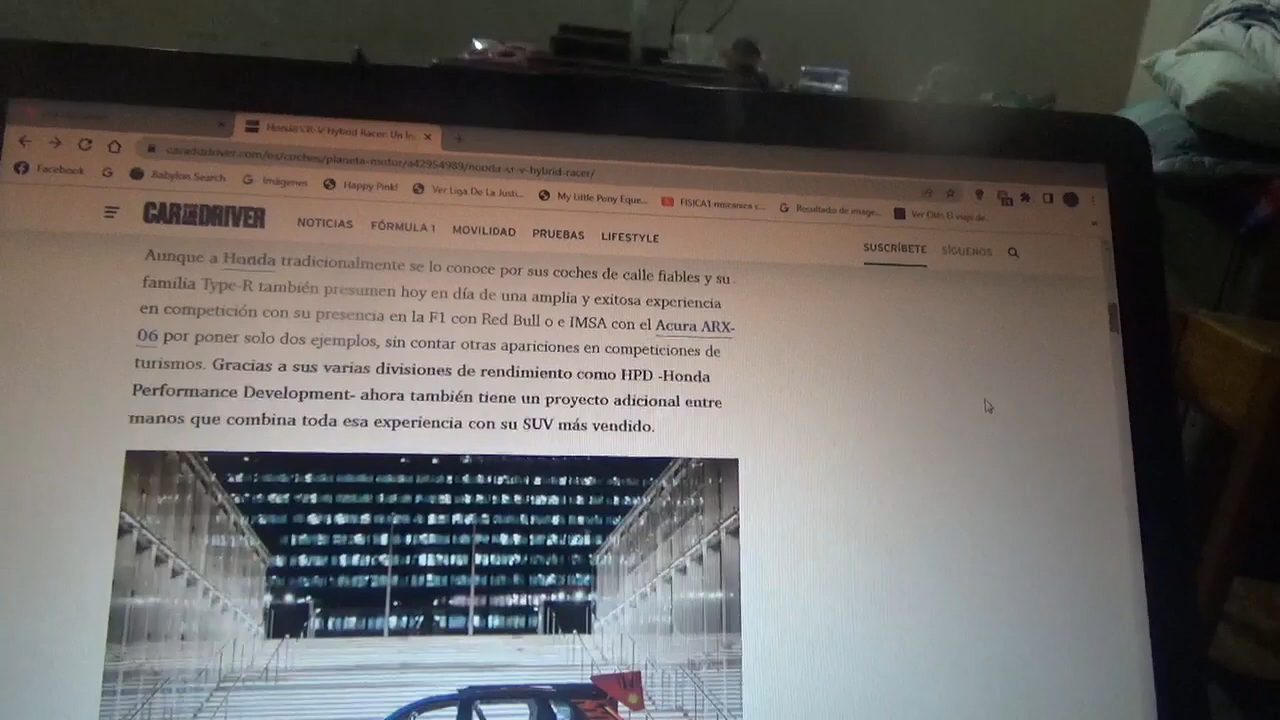 Honda CR-V Hybrid Racer: Un In...
caranddriver.com/es/coches/planeta-motor/a42954989/honda-sr-v-hybrid-racer/
Facebook G Babylon Search Imágenes Happy Pink! Ver Liga De La Justi... My Little Pony Eque... FISICA1 mecanica c... Resultado de image...
CAR AND DRIVER NOTICIAS FÓRMULA 1 MOVILIDAD PRUEBAS LIFESTYLE SUSCRÍBETE SÍGUENOS
Aunque a Honda tradicionalmente se lo conoce por sus coches de calle fiables y su
familia Type-R también presumen hoy en día de una amplia y exitosa experiencia
en competición con su presencia en la F1 con Red Bull o e IMSA con el Acura ARX-
06 por poner solo dos ejemplos, sin contar otras apariciones en competiciones de
turismos. Gracias a sus varias divisiones de rendimiento como HPD -Honda
Performance Development- ahora también tiene un proyecto adicional entre
manos que combina toda esa experiencia con su SUV más vendido.